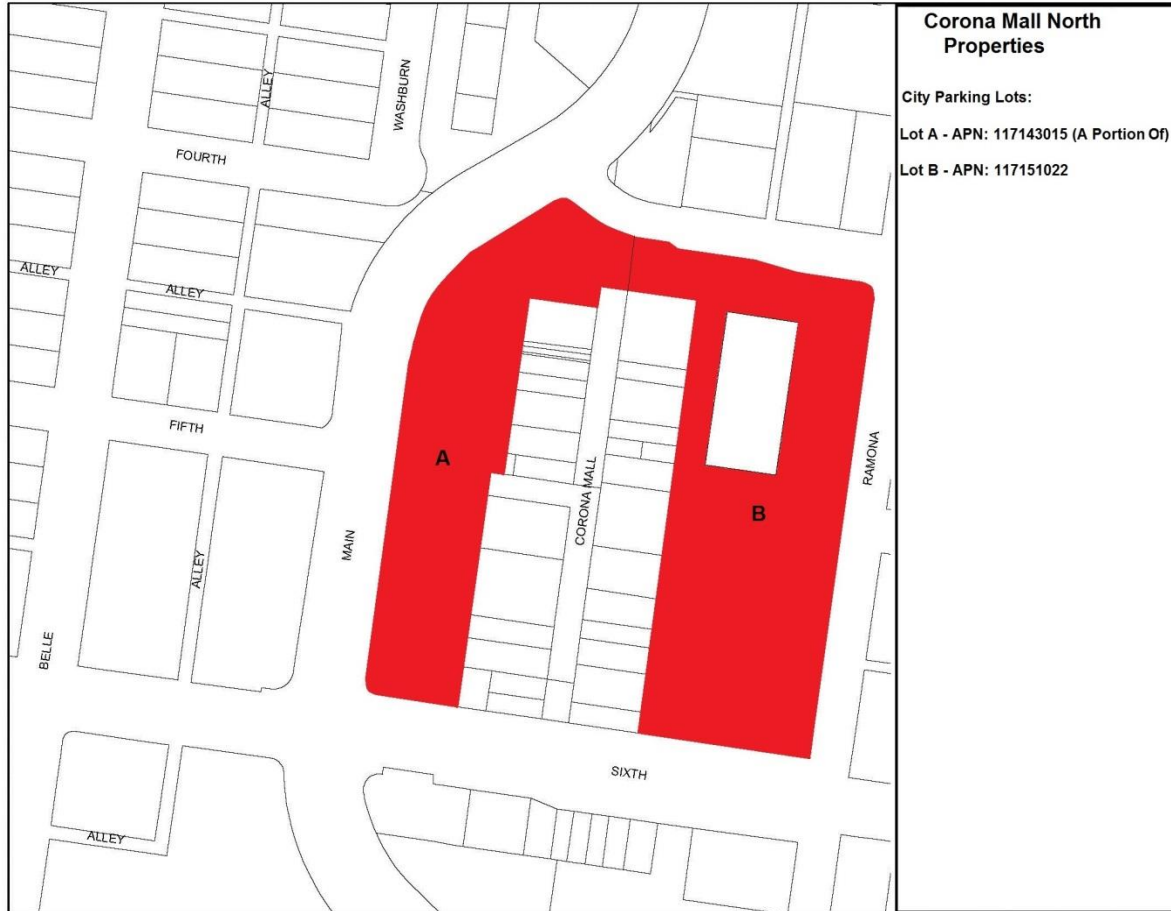 Corona Mall North
Properties
City Parking Lots:
Lot A - APN: 117143015 (A Portion Of)
Lot B - APN: 117151022
ALLEY
WASHBURN
FOURTH
ALLEY
ALLEY
FIFTH
A
CORONA MALL
RAMONA
B
MAIN
ALLEY
BELLE
SIXTH
ALLEY